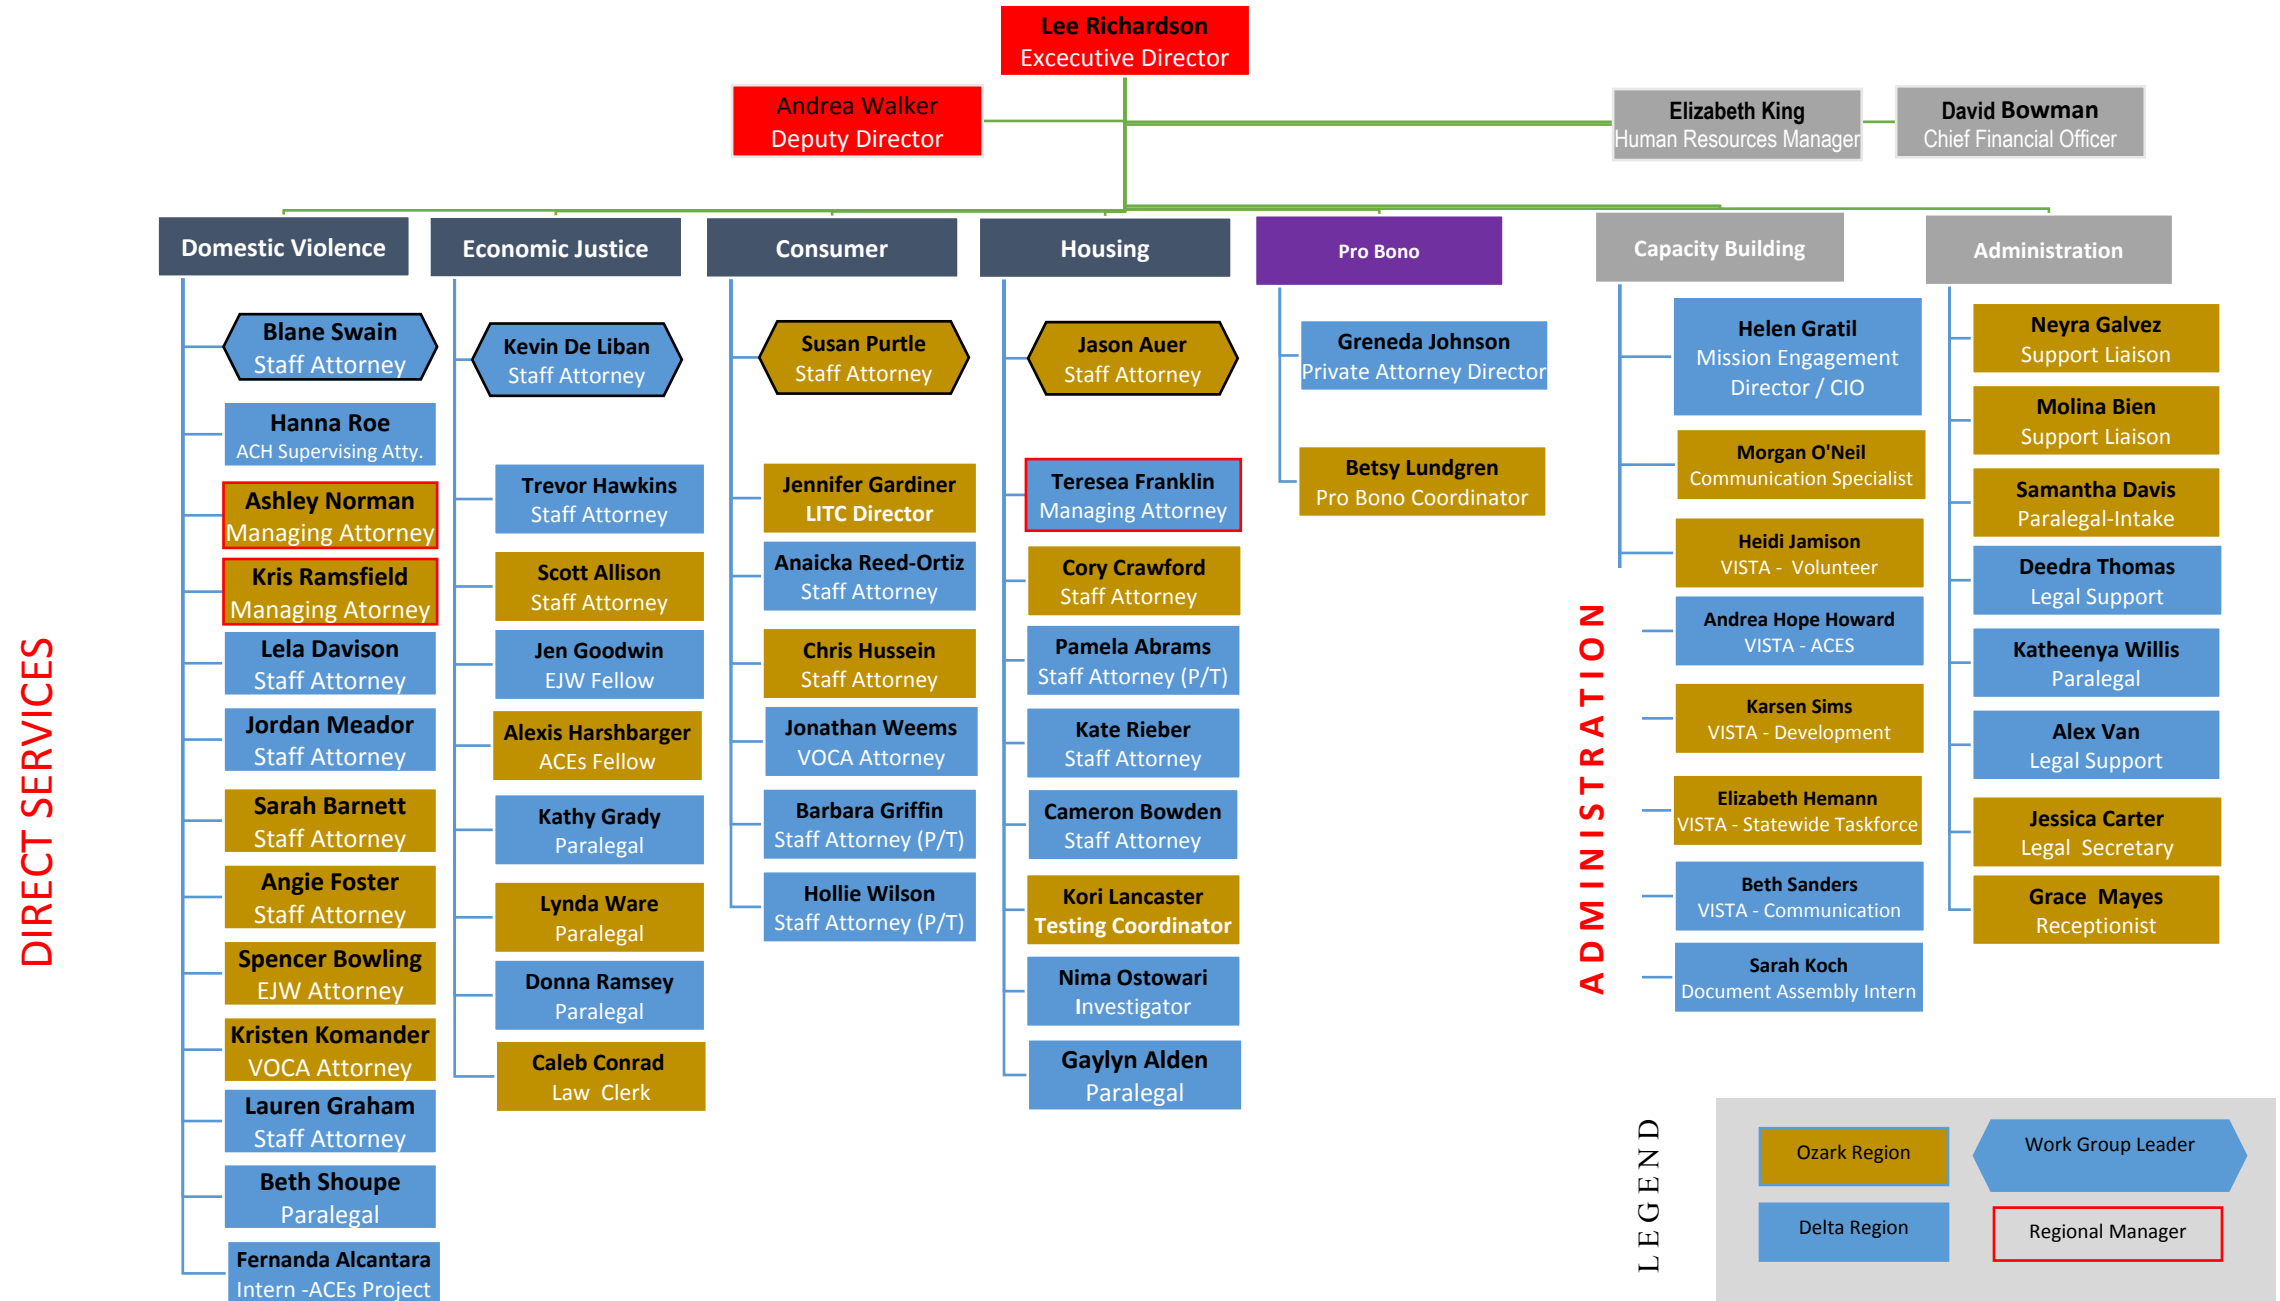 Lee Richardson
Excecutive Director
Andrea Walker
Deputy Director
Elizabeth King
Human Resources Manager
David Bowman
Chief Financial Officer
DIRECT SERVICES
Domestic Violence
Blane Swain
Staff Attorney
Hanna Roe
ACH Supervising Atty.
Ashley Norman
Managing Attorney
Kris Ramsfield
Managing Atorney
Lela Davison
Staff Attorney
Jordan Meador
Staff Attorney
Sarah Barnett
Staff Attorney
Angie Foster
Staff Attorney
Spencer Bowling
EJW Attorney
Kristen Komander
VOCA Attorney
Lauren Graham
Staff Attorney
Beth Shoupe
Paralegal
Fernanda Alcantara
Intern -ACEs Project
Economic Justice
Kevin De Liban
Staff Attorney
Trevor Hawkins
Staff Attorney
Scott Allison
Staff Attorney
Jen Goodwin
EJW Fellow
Alexis Harshbarger
ACEs Fellow
Kathy Grady
Paralegal
Lynda Ware
Paralegal
Donna Ramsey
Paralegal
Caleb Conrad
Law Clerk
Consumer
Susan Purtle
Staff Attorney
Jennifer Gardiner
LITC Director
Anaicka Reed-Ortiz
Staff Attorney
Chris Hussein
Staff Attorney
Jonathan Weems
VOCA Attorney
Barbara Griffin
Staff Attorney (P/T)
Hollie Wilson
Staff Attorney (P/T)
Housing
Jason Auer
Staff Attorney
Teresea Franklin
Managing Attorney
Cory Crawford
Staff Attorney
Pamela Abrams
Staff Attorney (P/T)
Kate Rieber
Staff Attorney
Cameron Bowden
Staff Attorney
Kori Lancaster
Testing Coordinator
Nima Ostowari
Investigator
Gaylyn Alden
Paralegal
Pro Bono
Greneda Johnson
Private Attorney Director
Betsy Lundgren
Pro Bono Coordinator
ADMINISTRATION
Capacity Building
Helen Gratil
Mission Engagement
Director / CIO
Morgan O'Neil
Communication Specialist
Heidi Jamison
VISTA - Volunteer
Andrea Hope Howard
VISTA - ACES
Karsen Sims
VISTA - Development
Elizabeth Hemann
VISTA - Statewide Taskforce
Beth Sanders
VISTA - Communication
Sarah Koch
Document Assembly Intern
Administration
Neyra Galvez
Support Liaison
Molina Bien
Support Liaison
Samantha Davis
Paralegal-Intake
Deedra Thomas
Legal Support
Katheenya Willis
Paralegal
Alex Van
Legal Support
Jessica Carter
Legal Secretary
Grace Mayes
Receptionist
LEGEND
Ozark Region
Work Group Leader
Delta Region
Regional Manager